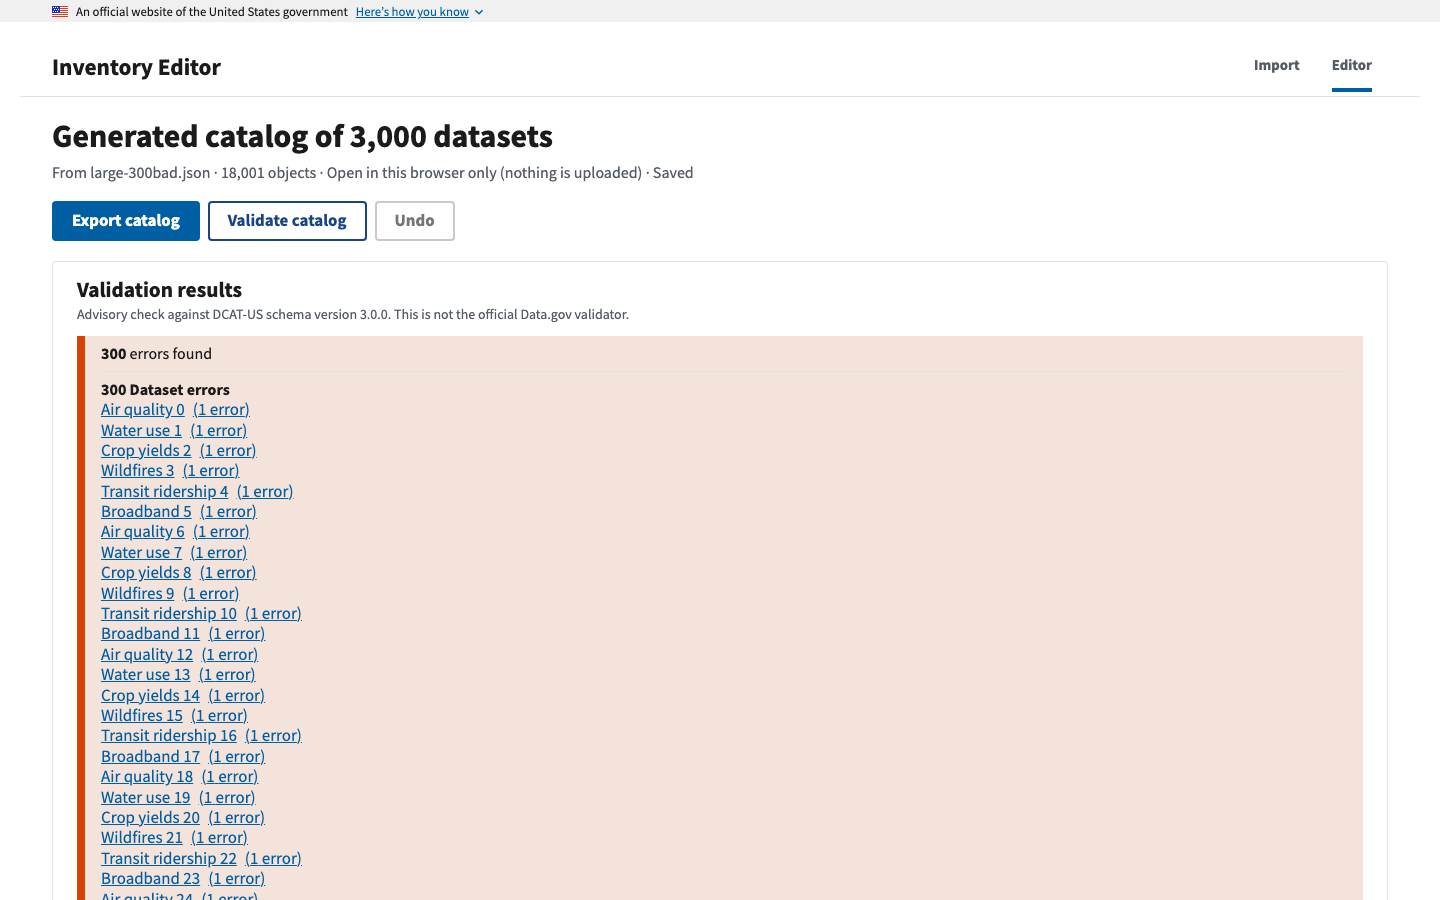 An official website of the United States government Here's how you know
Inventory Editor
Import Editor
Generated catalog of 3,000 datasets
From large-300bad.json · 18,001 objects · Open in this browser only (nothing is uploaded) · Saved
Export catalog Validate catalog Undo
Validation results
Advisory check against DCAT-US schema version 3.0.0. This is not the official Data.gov validator.
300 errors found
300 Dataset errors
Air quality 0 (1 error)
Water use 1 (1 error)
Crop yields 2 (1 error)
Wildfires 3 (1 error)
Transit ridership 4 (1 error)
Broadband 5 (1 error)
Air quality 6 (1 error)
Water use 7 (1 error)
Crop yields 8 (1 error)
Wildfires 9 (1 error)
Transit ridership 10 (1 error)
Broadband 11 (1 error)
Air quality 12 (1 error)
Water use 13 (1 error)
Crop yields 14 (1 error)
Wildfires 15 (1 error)
Transit ridership 16 (1 error)
Broadband 17 (1 error)
Air quality 18 (1 error)
Water use 19 (1 error)
Crop yields 20 (1 error)
Wildfires 21 (1 error)
Transit ridership 22 (1 error)
Broadband 23 (1 error)
Air quality 24 (1 error)